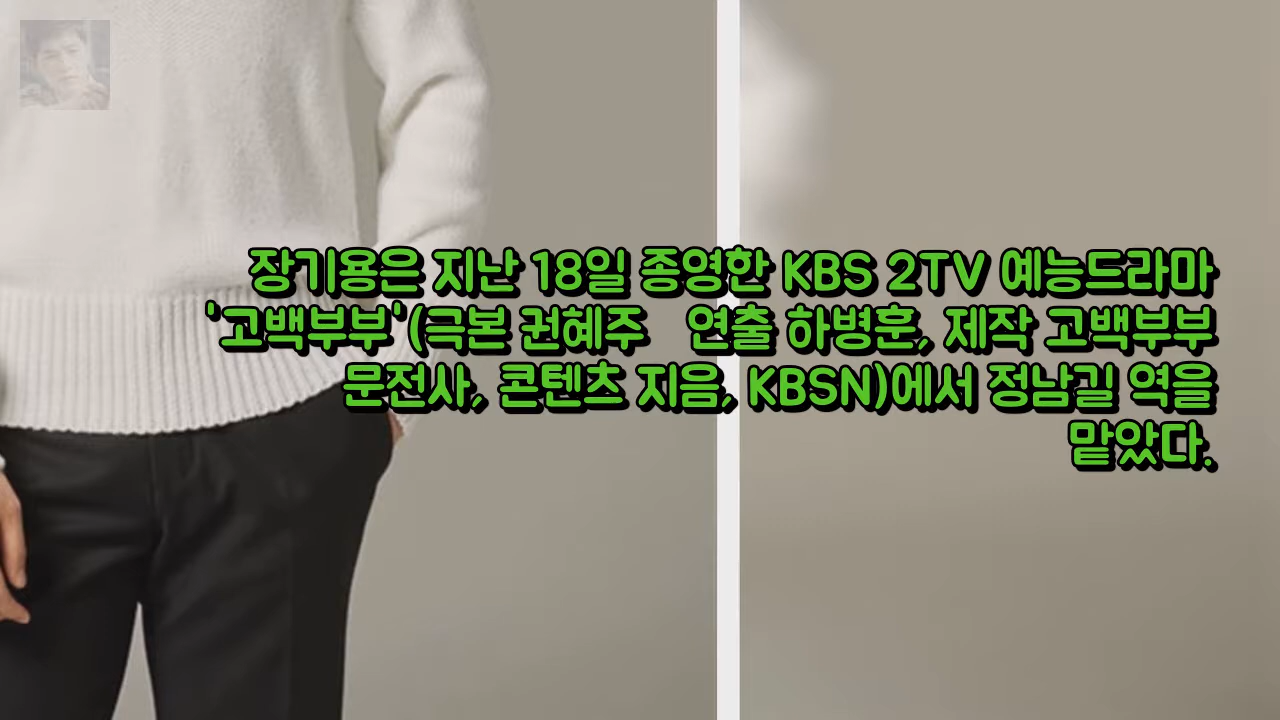 장기용은 지난 18일 종영한 KBS 2TV 예능드라마
'고백부부'(극본 권혜주 연출 하병훈, 제작 고백부부
문전사, 콘텐츠 지음, KBSN)에서 정남길 역을
맡았다.